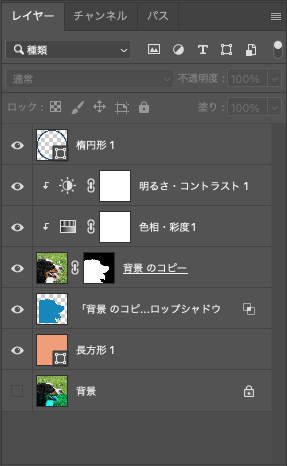 レイヤー チャンネル パス
種類
通常 不透明度: 100%
ロック: 塗り: 100%
楕円形 1
明るさ・コントラスト 1
色相・彩度1
背景 のコピー
「背景 のコピ...ロップシャドウ
長方形 1
背景